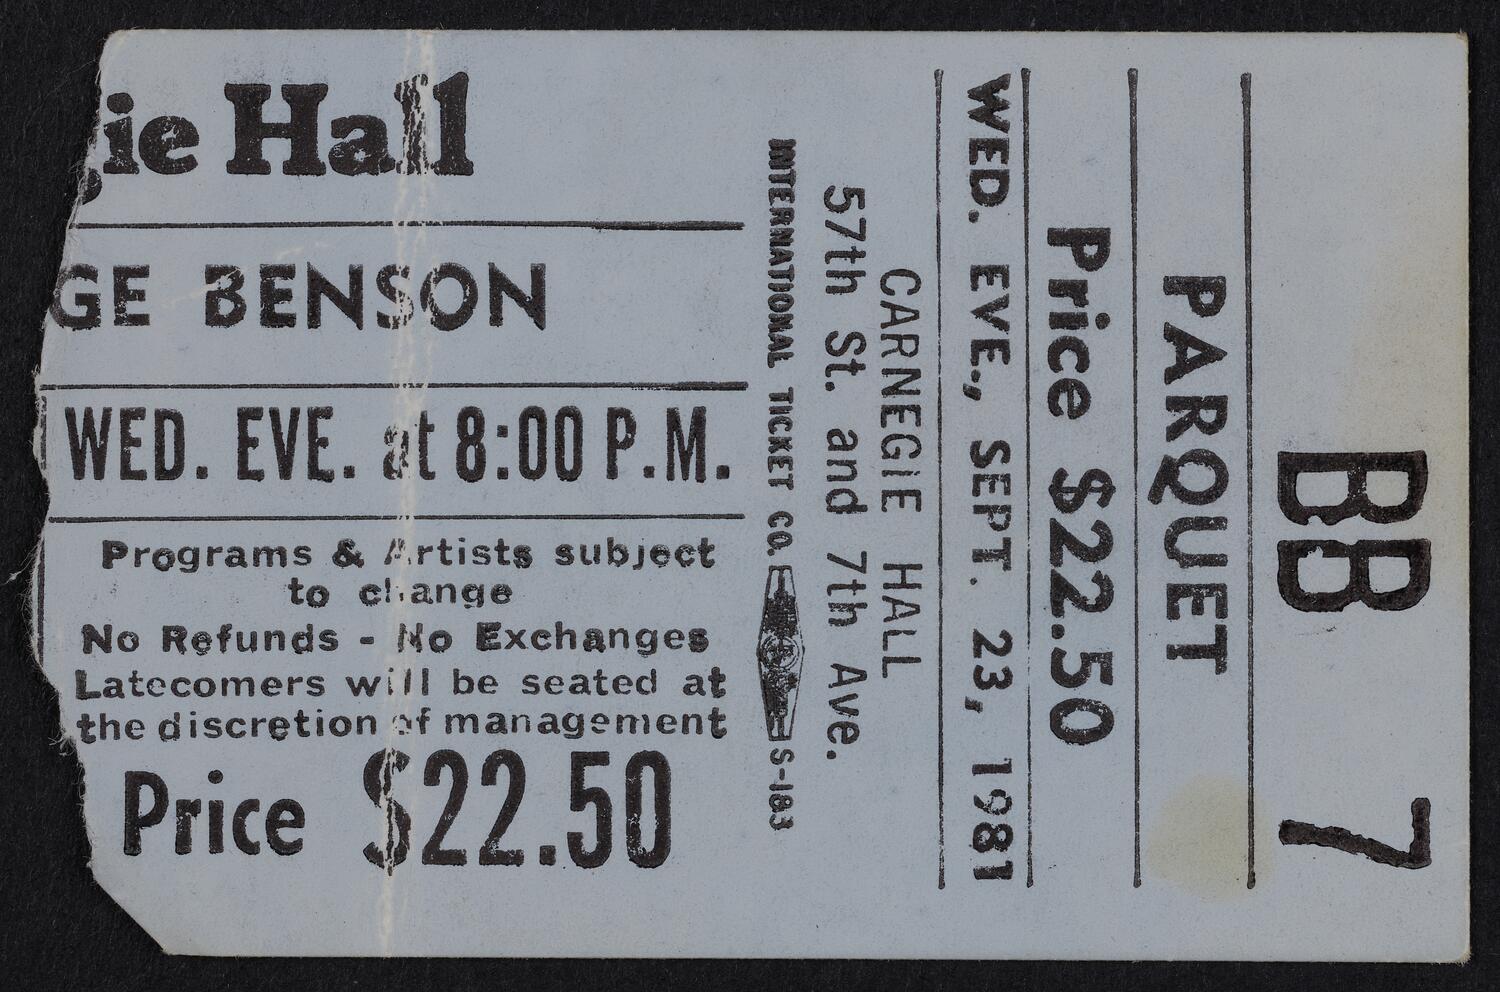 gie Hall
GE BENSON
WED. EVE. at 8:00 P.M.
Programs & Artists subject
to change
No Refunds - No Exchanges
Latecomers will be seated at
the discretion of management
Price $22.50
INTERNATIONAL TICKET CO. S-183
57th St. and 7th Ave.
CARNEGIE HALL
WED. EVE., SEPT. 23, 1981
Price $22.50
PARQUET
BB 7